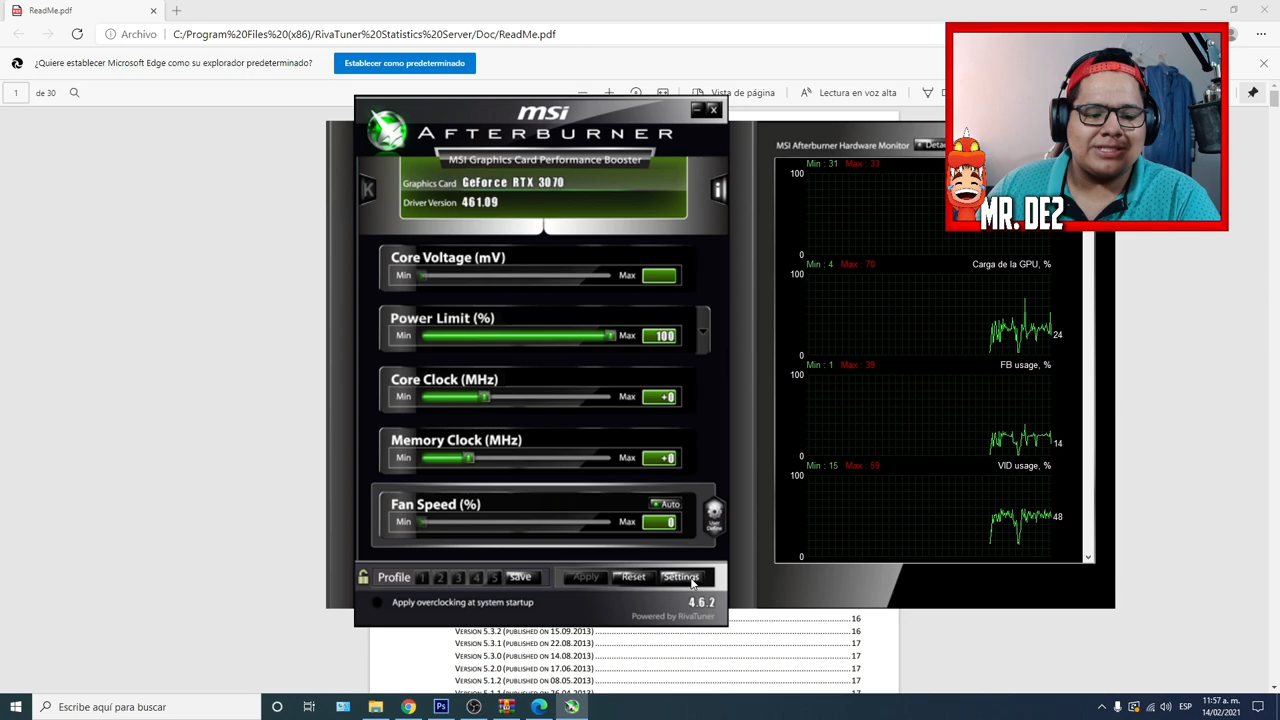 ReadMe.pdf
Archivo
C:/Program%20Files%20(x86)/RivaTuner%20Statistics%20Server/Doc/ReadMe.pdf
¿Quiere establecer Microsoft Edge como su explorador predeterminado?
Establecer como predeterminado
1 de 30
Vista de página
Lectura en voz alta
msi
AFTERBURNER
MSI Graphics Card Performance Booster
K
i
Graphics Card GeForce RTX 3070
Driver Version 461.09
Core Voltage (mV)
Min Max
Power Limit (%)
Min Max 100
Core Clock (MHz)
Min Max +0
Memory Clock (MHz)
Min Max +0
Fan Speed (%)
Auto
Min Max 0
User Define
Profile 1 2 3 4 5 save
Apply Reset Settings
Apply overclocking at system startup
4.6.2
Powered by RivaTuner
MSI Afterburner Hardware Monitor
Min : 31 Max : 33
100
0
Min : 4 Max : 70 Carga de la GPU, %
100
24
0
Min : 1 Max : 39 FB usage, %
100
14
0
Min : 15 Max : 59 VID usage, %
100
48
0
MR. DE2
16
VERSION 5.3.2 (PUBLISHED ON 15.09.2013) 16
VERSION 5.3.1 (PUBLISHED ON 22.08.2013) 17
VERSION 5.3.0 (PUBLISHED ON 14.08.2013) 17
VERSION 5.2.0 (PUBLISHED ON 17.06.2013) 17
VERSION 5.1.2 (PUBLISHED ON 08.05.2013) 17
Escribe aquí para buscar
Ps
ESP
11:57 a. m.
14/02/2021